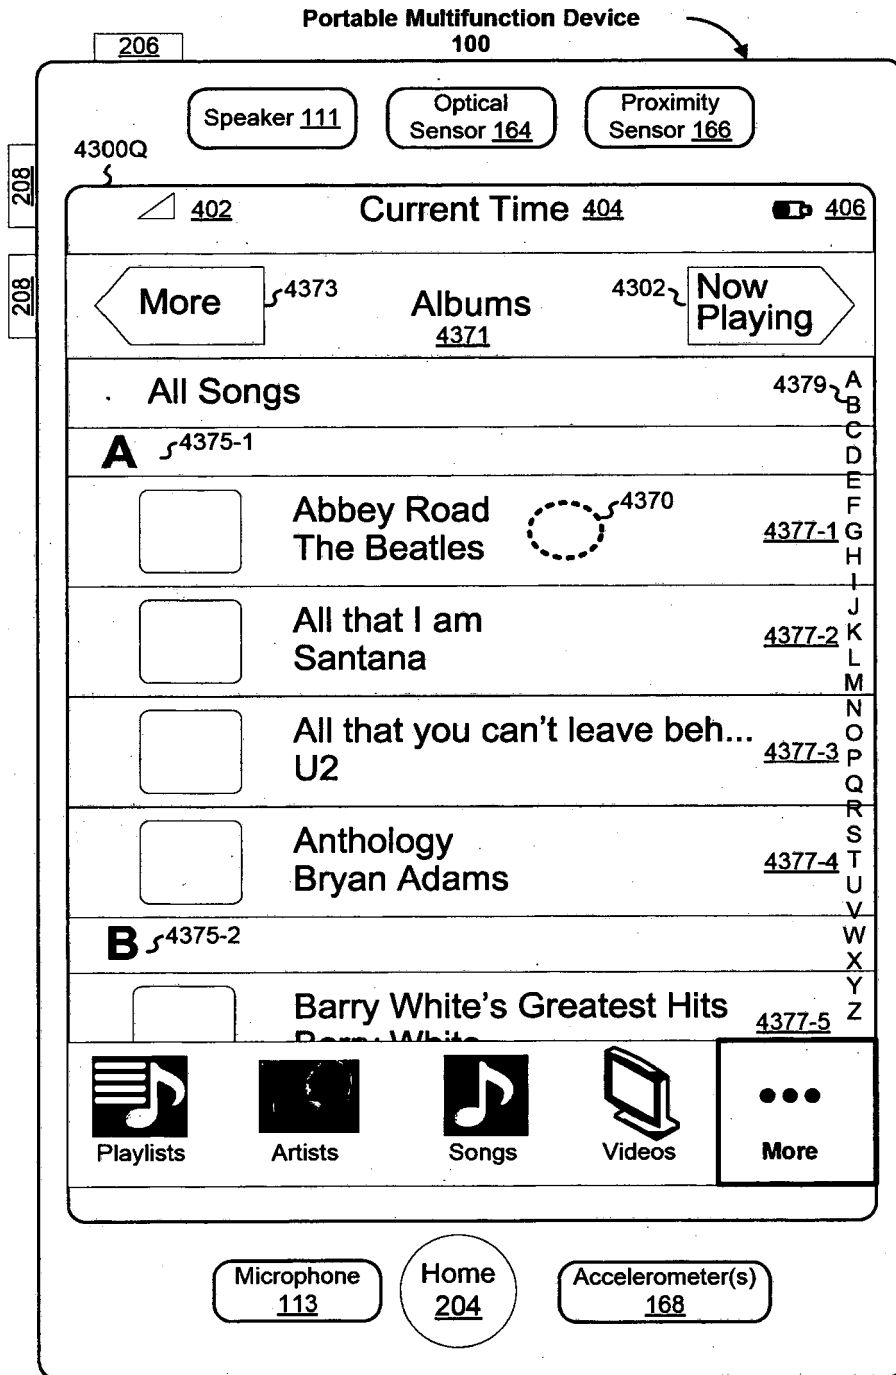 Portable Multifunction Device
100
206
Speaker 111
Optical
Sensor 164
Proximity
Sensor 166
4300Q
208
208
402
Current Time 404
406
More
4373
Albums
4371
4302
Now
Playing
All Songs
4379
A
B
C
D
E
F
G
H
I
J
K
L
M
N
O
P
Q
R
S
T
U
V
W
X
Y
Z
A
4375-1
Abbey Road
The Beatles
4370
4377-1
All that I am
Santana
4377-2
All that you can't leave beh...
U2
4377-3
Anthology
Bryan Adams
4377-4
B
4375-2
Barry White's Greatest Hits
Barry White
4377-5
Playlists
Artists
Songs
Videos
More
Microphone
113
Home
204
Accelerometer(s)
168